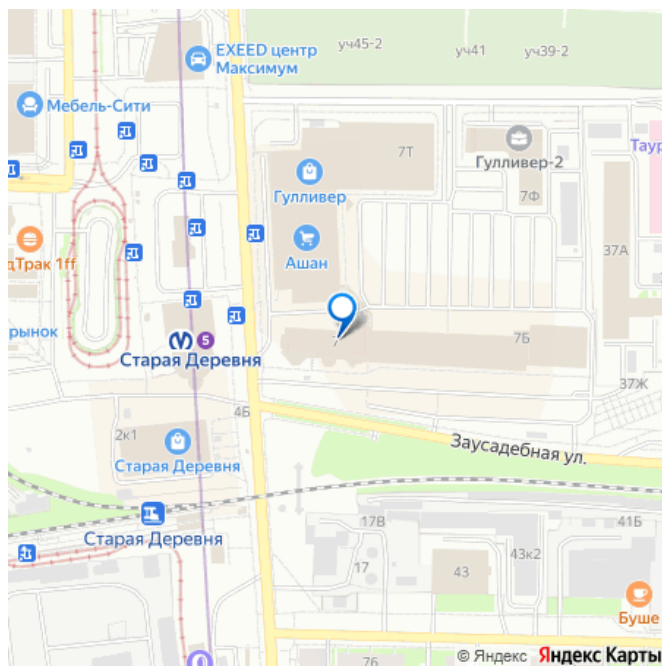 уч45-2
уч41
уч39-2
EXEED центр
Максимум
Мебель-Сити
7Т
Гулливер-2
Таур
Гулливер
7Ф
37А
Ашан
дТрак 1ff
рынок
5
Старая Деревня
7
7Б
37Ж
4Б
2к1
Старая Деревня
Заусадебная ул.
17В
41Б
Старая Деревня
43к2
17
43
Буше
7б
© Яндекс Яндекс Карты